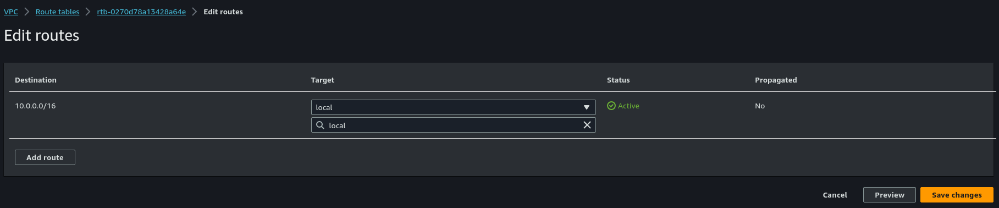 VPC Route tables rtb-0270d78a13428a64e Edit routes
Edit routes
Destination Target Status Propagated
10.0.0.0/16 local Active No
local
Add route
Cancel Preview Save changes